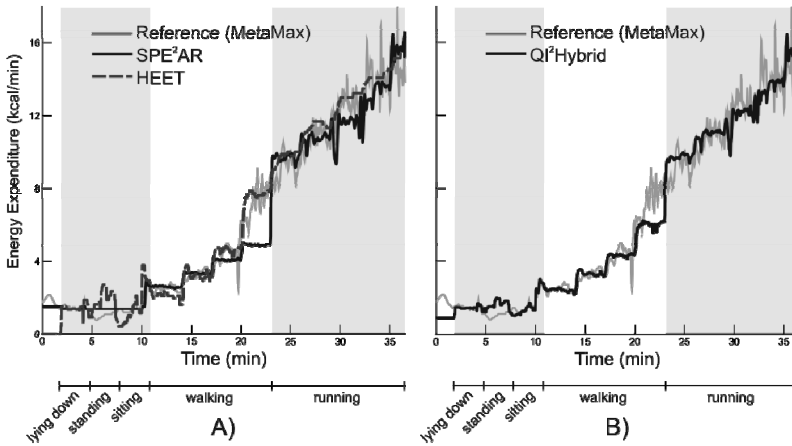 Energy Expenditure (kcal/min)
16
12
8
4
0
Reference (MetaMax)
SPE²AR
HEET
0 5 10 15 20 25 30 35
Time (min)
lying down
standing
sitting
walking
running
A)
Reference (MetaMax)
QI²Hybrid
0 5 10 15 20 25 30 35
Time (min)
lying down
standing
sitting
walking
running
B)